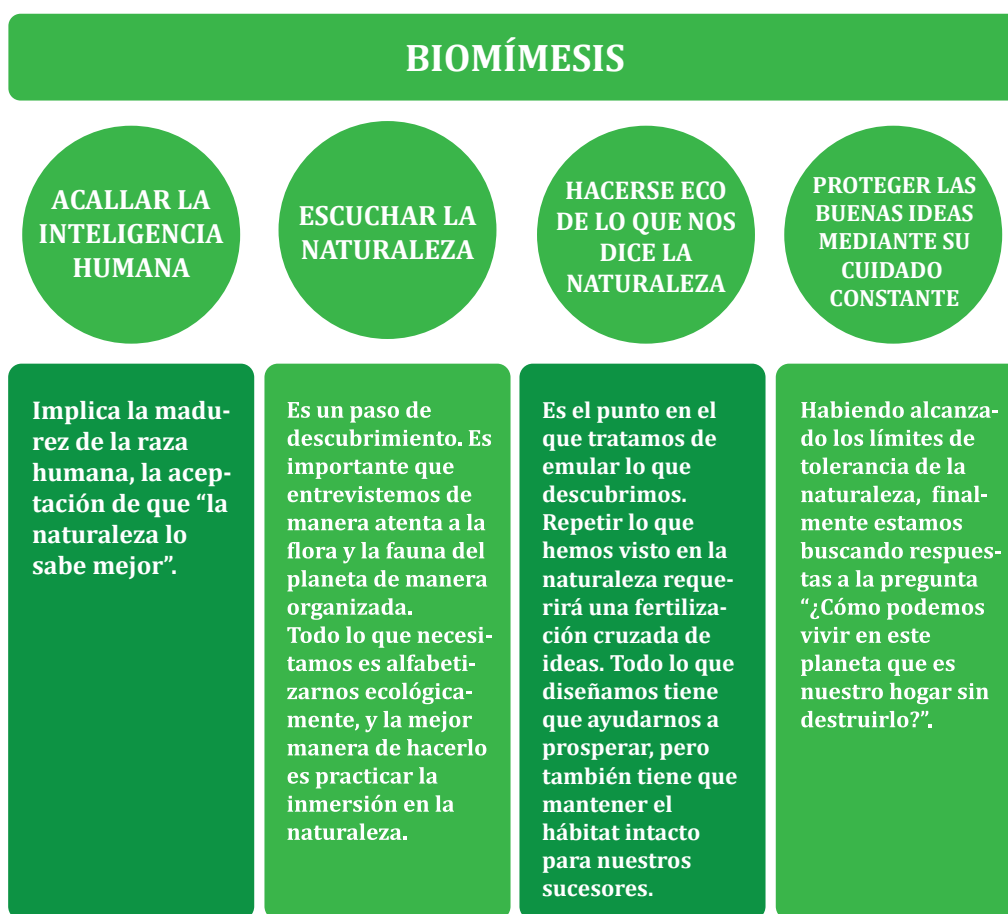 BIOMÍMESIS
ACALLAR LA
INTELIGENCIA
HUMANA
ESCUCHAR LA
NATURALEZA
HACERSE ECO
DE LO QUE NOS
DICE LA
NATURALEZA
PROTEGER LAS
BUENAS IDEAS
MEDIANTE SU
CUIDADO
CONSTANTE
Implica la madu-
rez de la raza
humana, la acep-
tación de que “la
naturaleza lo
sabe mejor”.
Es un paso de
descubrimiento. Es
importante que
entrevistemos de
manera atenta a la
flora y la fauna del
planeta de manera
organizada.
Todo lo que necesi-
tamos es alfabeti-
zarnos ecológica-
mente, y la mejor
manera de hacerlo
es practicar la
inmersión en la
naturaleza.
Es el punto en el
que tratamos de
emular lo que
descubrimos.
Repetir lo que
hemos visto en la
naturaleza reque-
rirá una fertiliza-
ción cruzada de
ideas. Todo lo que
diseñamos tiene
que ayudarnos a
prosperar, pero
también tiene que
mantener el
hábitat intacto
para nuestros
sucesores.
Habiendo alcanza-
do los límites de
tolerancia de la
naturaleza, final-
mente estamos
buscando respues-
tas a la pregunta
“¿Cómo podemos
vivir en este
planeta que es
nuestro hogar sin
destruirlo?”.